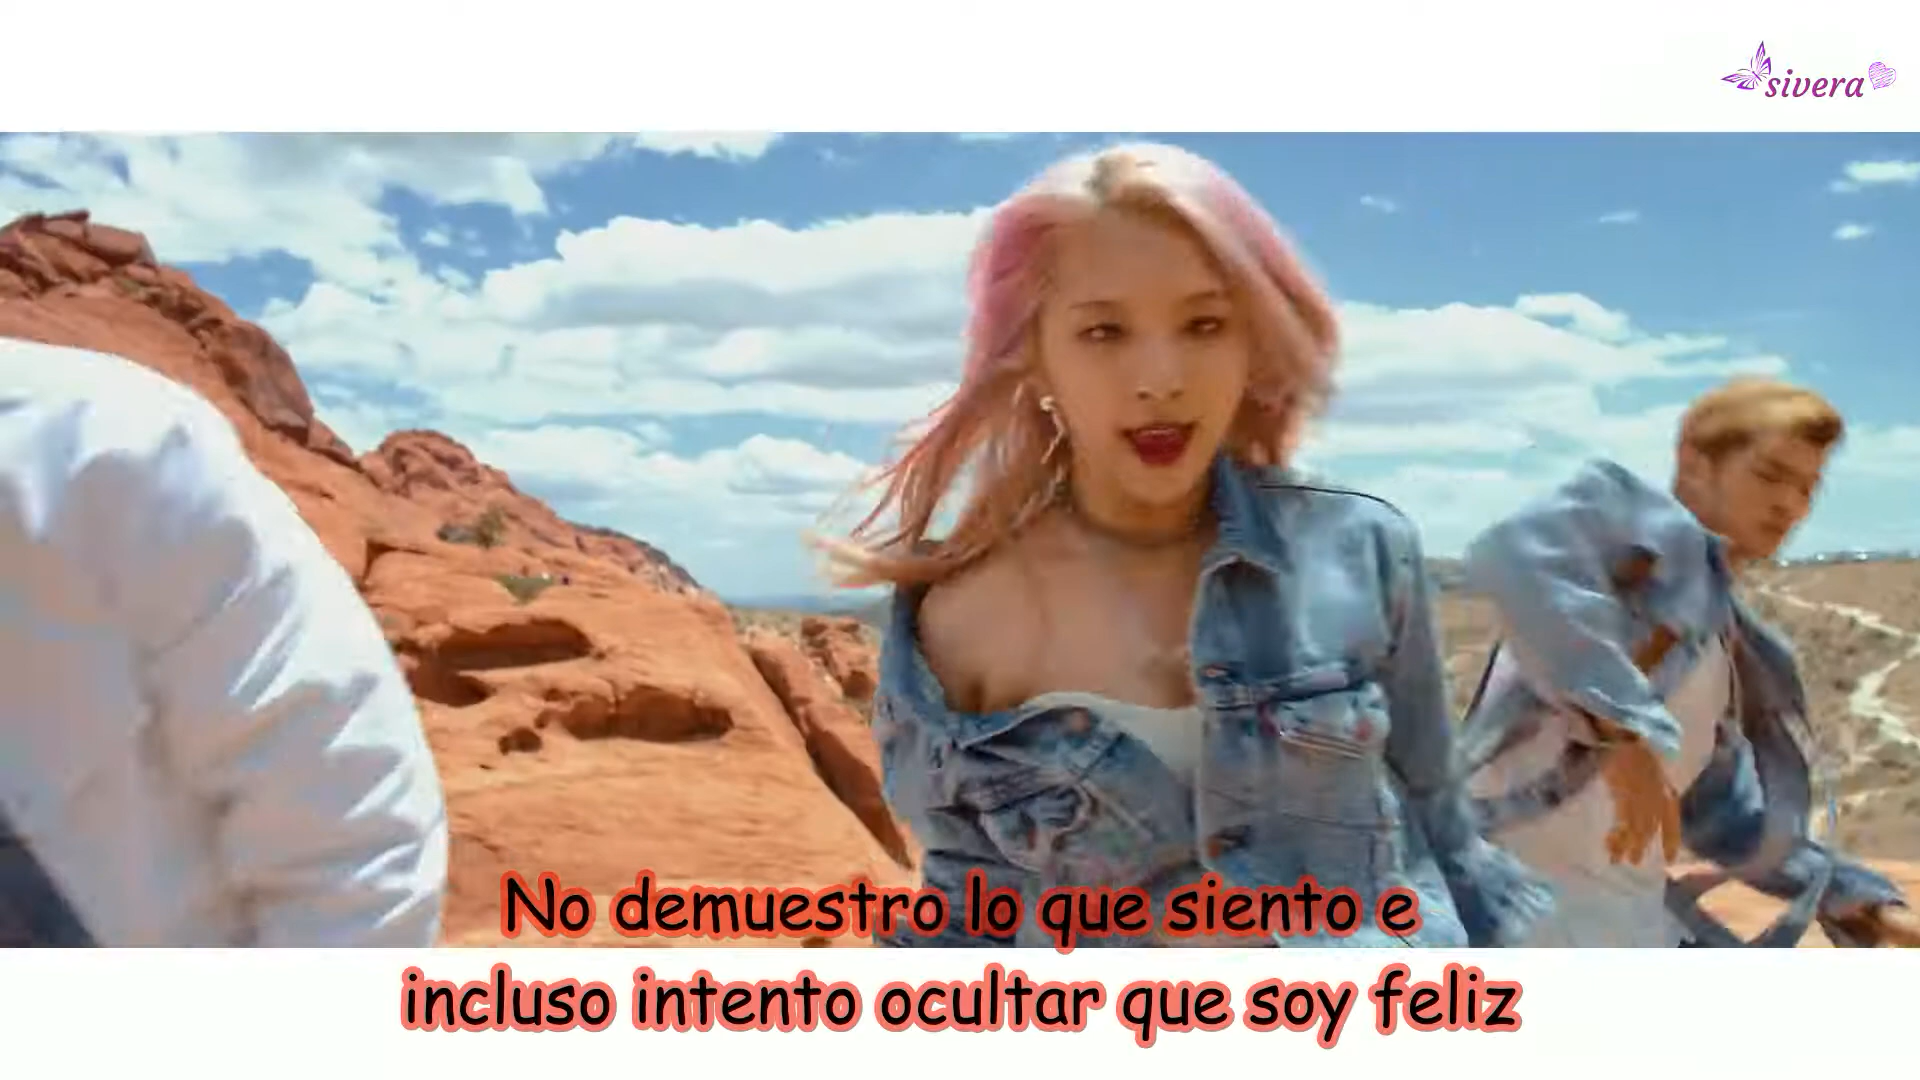 sivera
No demuestro lo que siento e
incluso intento ocultar que soy feliz